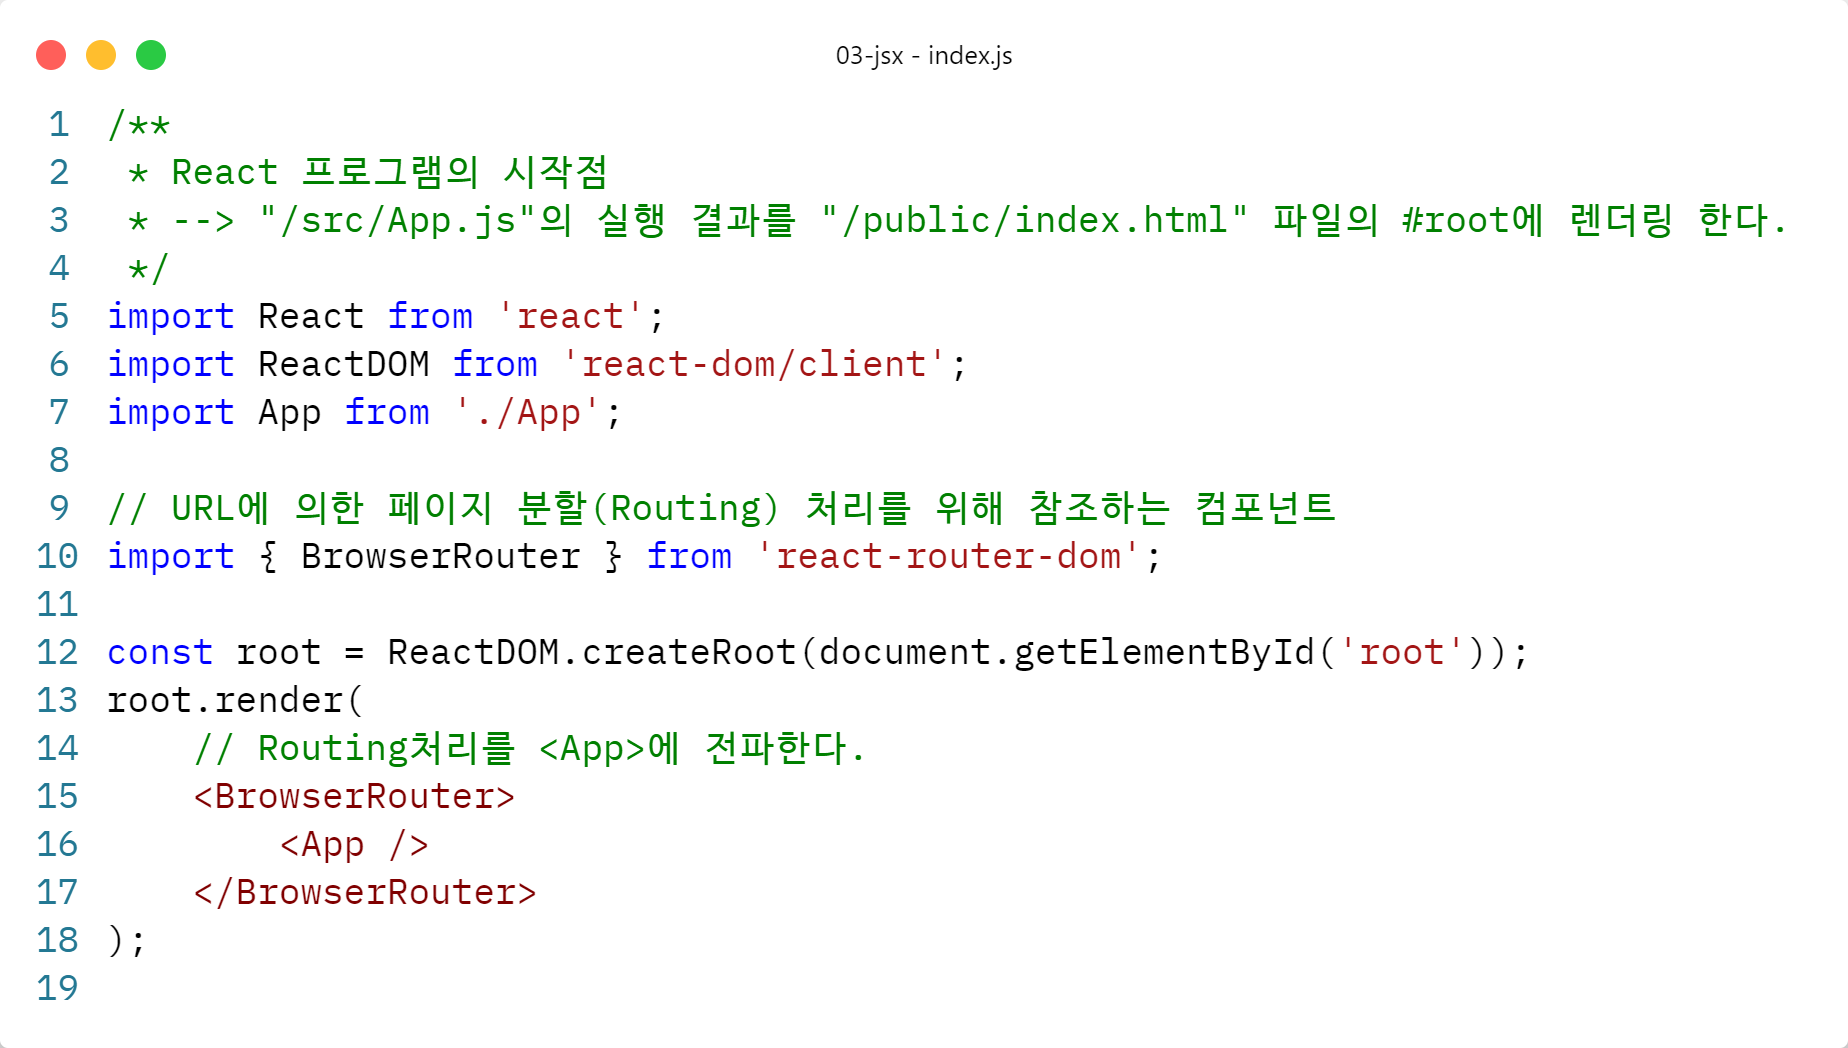 03-jsx - index.js
1 /**
2  * React 프로그램의 시작점
3  * --> "/src/App.js"의 실행 결과를 "/public/index.html" 파일의 #root에 렌더링 한다.
4  */
5 import React from 'react';
6 import ReactDOM from 'react-dom/client';
7 import App from './App';
8
9 // URL에 의한 페이지 분할(Routing) 처리를 위해 참조하는 컴포넌트
10 import { BrowserRouter } from 'react-router-dom';
11
12 const root = ReactDOM.createRoot(document.getElementById('root'));
13 root.render(
14     // Routing처리를 <App>에 전파한다.
15     <BrowserRouter>
16         <App />
17     </BrowserRouter>
18 );
19